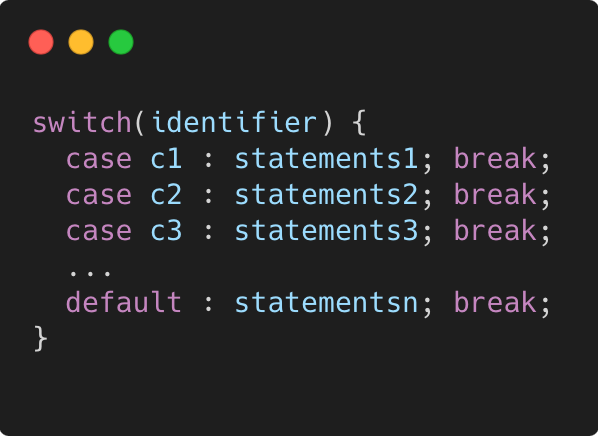 switch(identifier) {
  case c1 : statements1; break;
  case c2 : statements2; break;
  case c3 : statements3; break;
  ...
  default : statementsn; break;
}